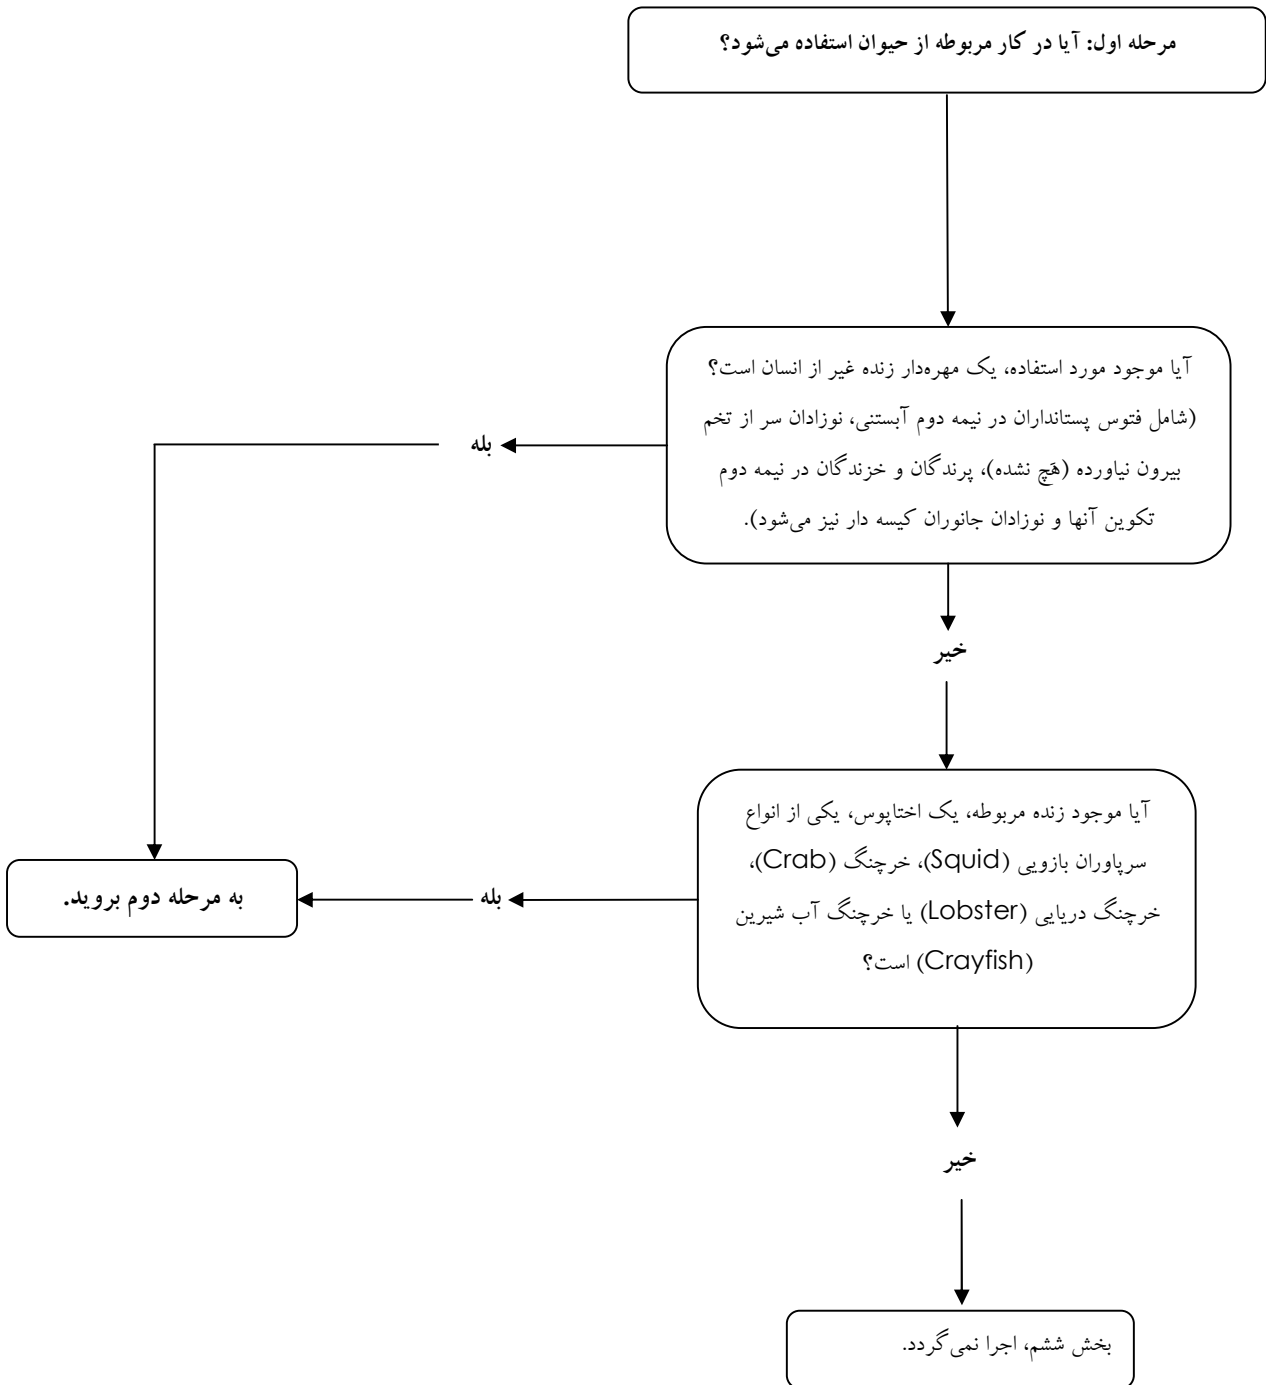 مرحله اول: آیا در کار مربوطه از حیوان استفاده می‌شود؟
آیا موجود مورد استفاده، یک مهره‌دار زنده غیر از انسان است؟
(شامل فتوس پستانداران در نیمه دوم آبستنی، نوزادان سر از تخم
بیرون نیاورده (هَچ نشده)، پرندگان و خزندگان در نیمه دوم
تکوین آنها و نوزادان جانوران کیسه دار نیز می‌شود).
بله
خیر
آیا موجود زنده مربوطه، یک اختاپوس، یکی از انواع
سرپاوران بازویی (Squid)، خرچنگ (Crab)،
خرچنگ دریایی (Lobster) یا خرچنگ آب شیرین
(Crayfish) است؟
بله
به مرحله دوم بروید.
خیر
بخش ششم، اجرا نمی‌گردد.